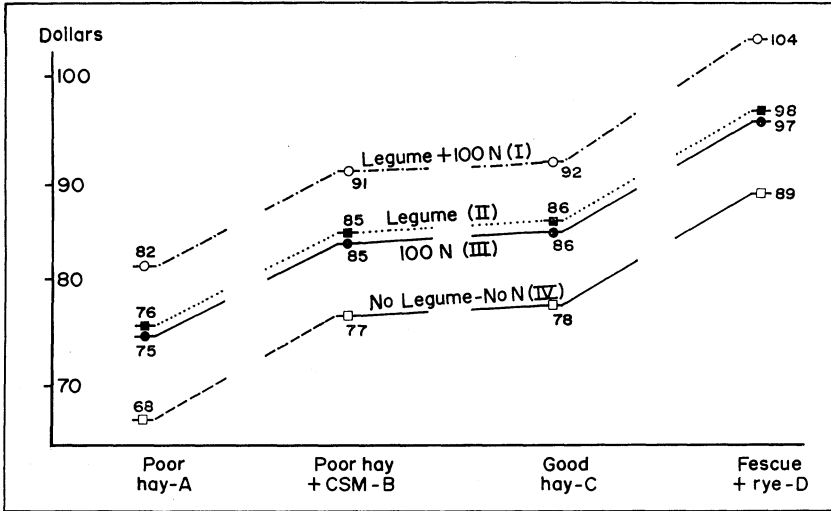 Dollars
100
90
80
70
104
98
97
89
Legume + 100 N (I)
91
92
Legume (II)
85
86
100 N (III)
85
86
No Legume-No N (IV)
77
78
82
76
75
68
Poor
hay-A
Poor hay
+ CSM-B
Good
hay-C
Fescue
+ rye-D